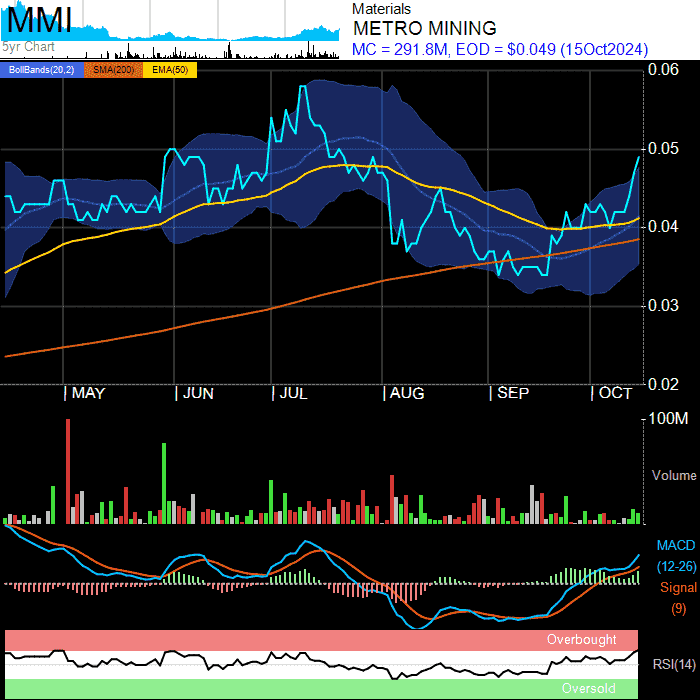 MMI
5yr Chart
Materials
METRO MINING
MC = 291.8M, EOD = $0.049 (15Oct2024)
BollBands(20,2) SMA(200) EMA(50)
0.06
0.05
0.04
0.03
0.02
MAY JUN JUL AUG SEP OCT
100M
Volume
MACD
(12-26)
Signal
(9)
Overbought
RSI(14)
Oversold